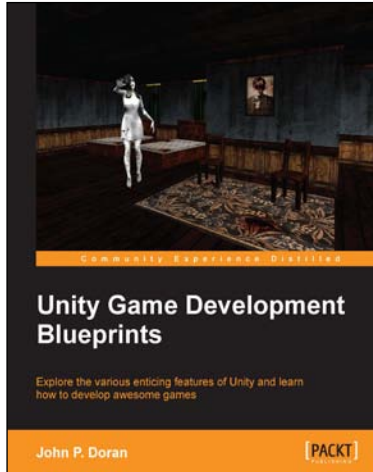 Community Experience Distilled
Unity Game Development
Blueprints
Explore the various enticing features of Unity and learn
how to develop awesome games
John P. Doran
[PACKT]
PUBLISHING